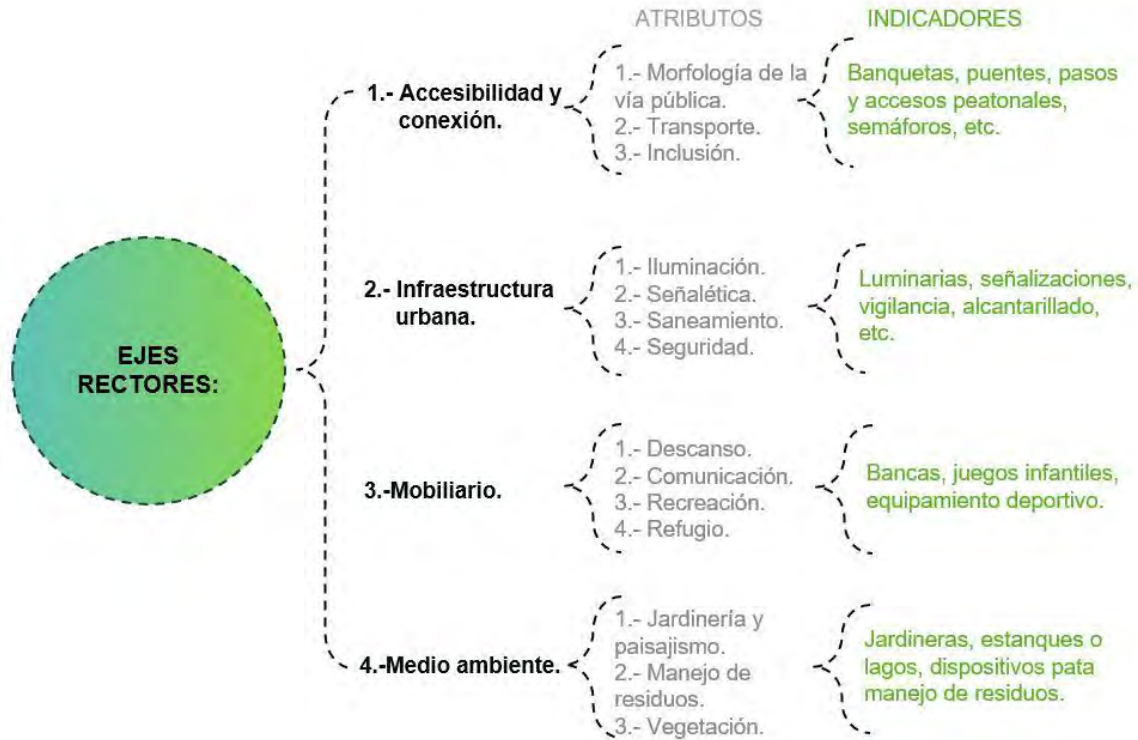 ATRIBUTOS
INDICADORES
EJES
RECTORES:
1.- Accesibilidad y
conexión.
1.- Morfología de la
vía pública.
2.- Transporte.
3.- Inclusión.
Banquetas, puentes, pasos
y accesos peatonales,
semáforos, etc.
2.- Infraestructura
urbana.
1.- Iluminación.
2.- Señalética.
3.- Saneamiento.
4.- Seguridad.
Luminarias, señalizaciones,
vigilancia, alcantarillado,
etc.
3.-Mobiliario.
1.- Descanso.
2.- Comunicación.
3.- Recreación.
4.- Refugio.
Bancas, juegos infantiles,
equipamiento deportivo.
4.-Medio ambiente.
1.- Jardinería y
paisajismo.
2.- Manejo de
residuos.
3.- Vegetación.
Jardineras, estanques o
lagos, dispositivos pata
manejo de residuos.